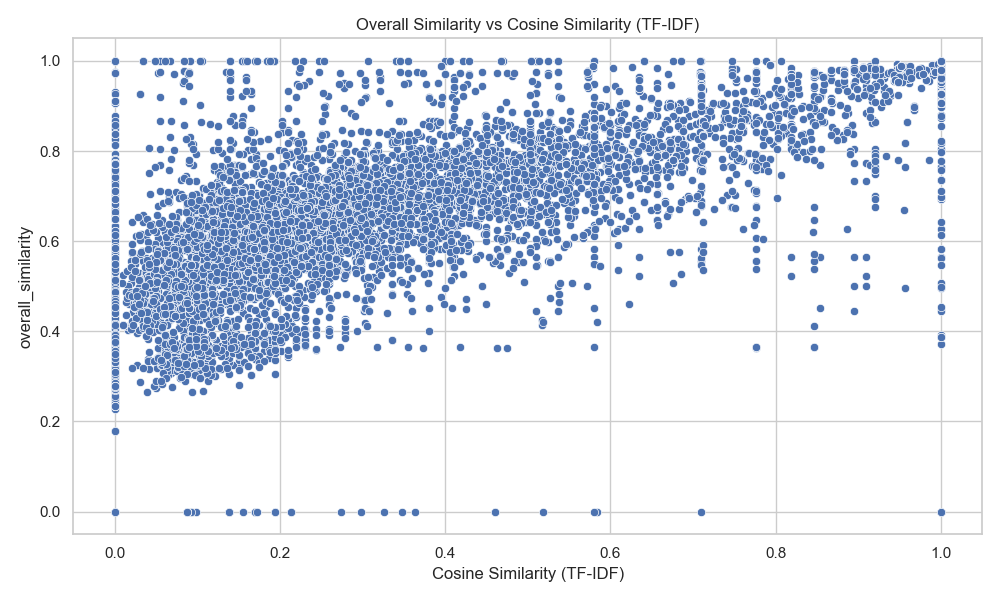 Overall Similarity vs Cosine Similarity (TF-IDF)
1.0
0.8
0.6
0.4
0.2
0.0
overall_similarity
0.0 0.2 0.4 0.6 0.8 1.0
Cosine Similarity (TF-IDF)